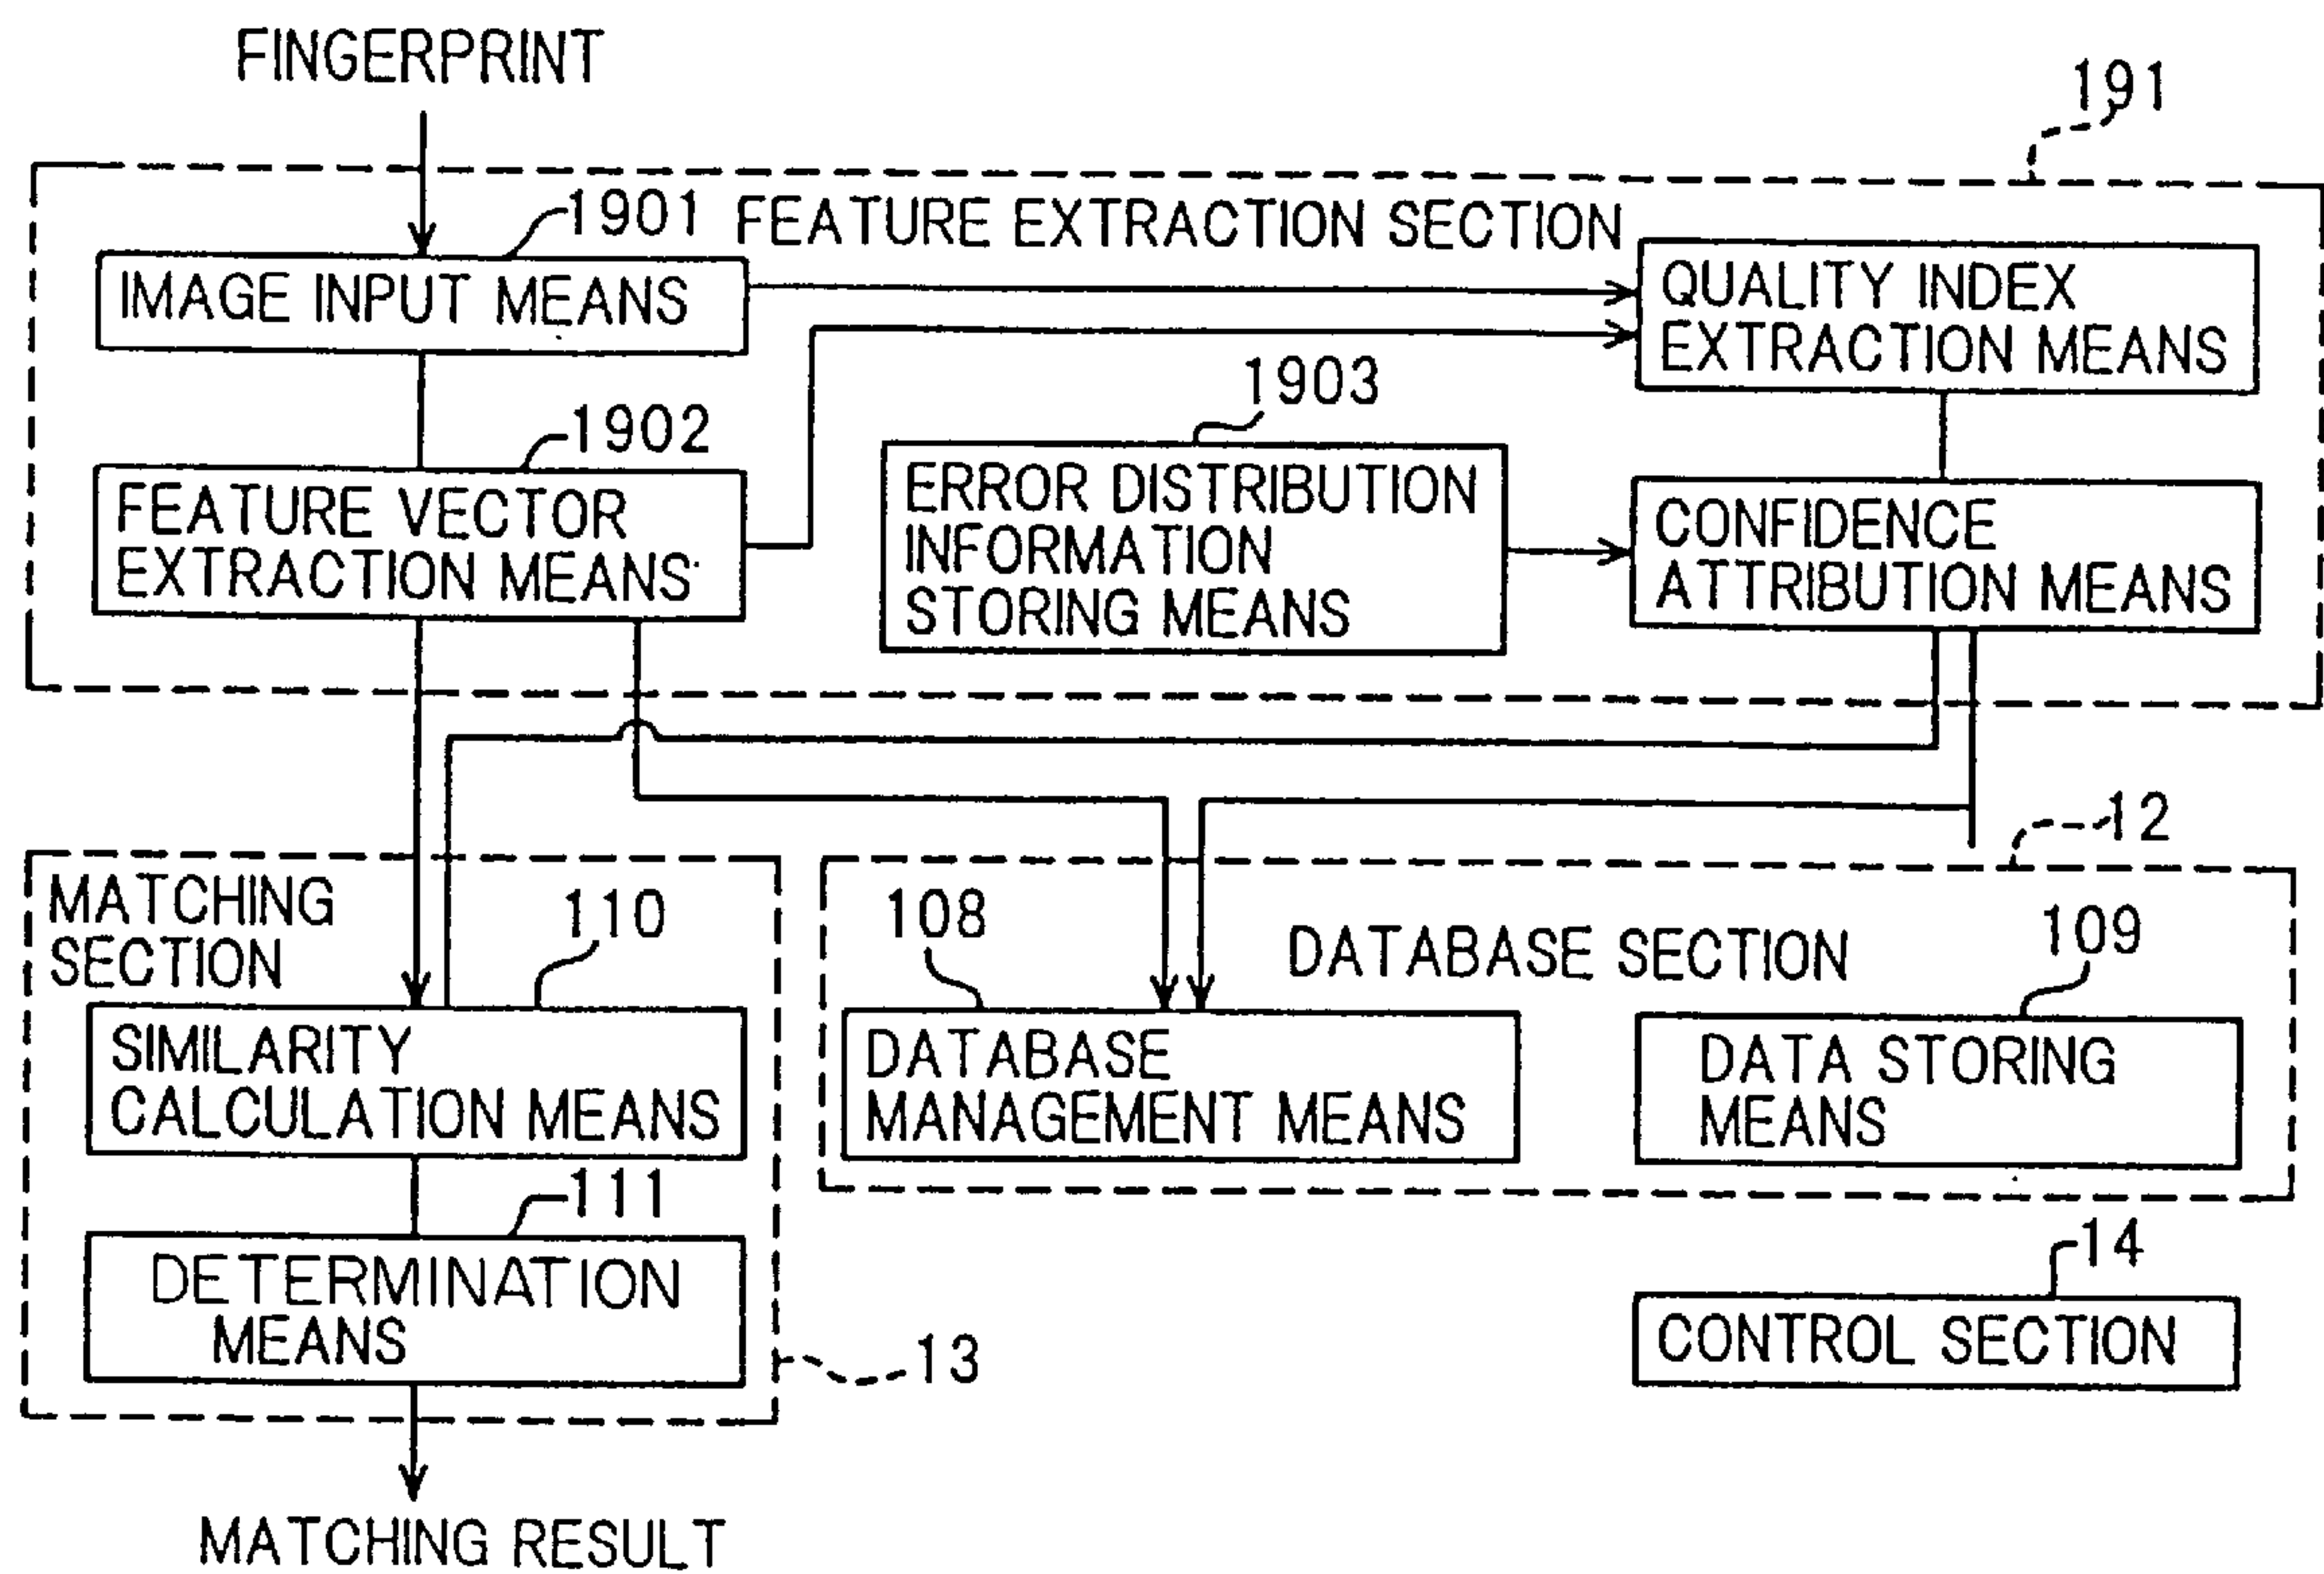 FINGERPRINT
191
1901
FEATURE EXTRACTION SECTION
IMAGE INPUT MEANS
QUALITY INDEX
EXTRACTION MEANS
1902
1903
FEATURE VECTOR
EXTRACTION MEANS
ERROR DISTRIBUTION
INFORMATION
STORING MEANS
CONFIDENCE
ATTRIBUTION MEANS
12
MATCHING
SECTION
110
108
DATABASE SECTION
109
SIMILARITY
CALCULATION MEANS
DATABASE
MANAGEMENT MEANS
DATA STORING
MEANS
111
DETERMINATION
MEANS
13
14
CONTROL SECTION
MATCHING RESULT